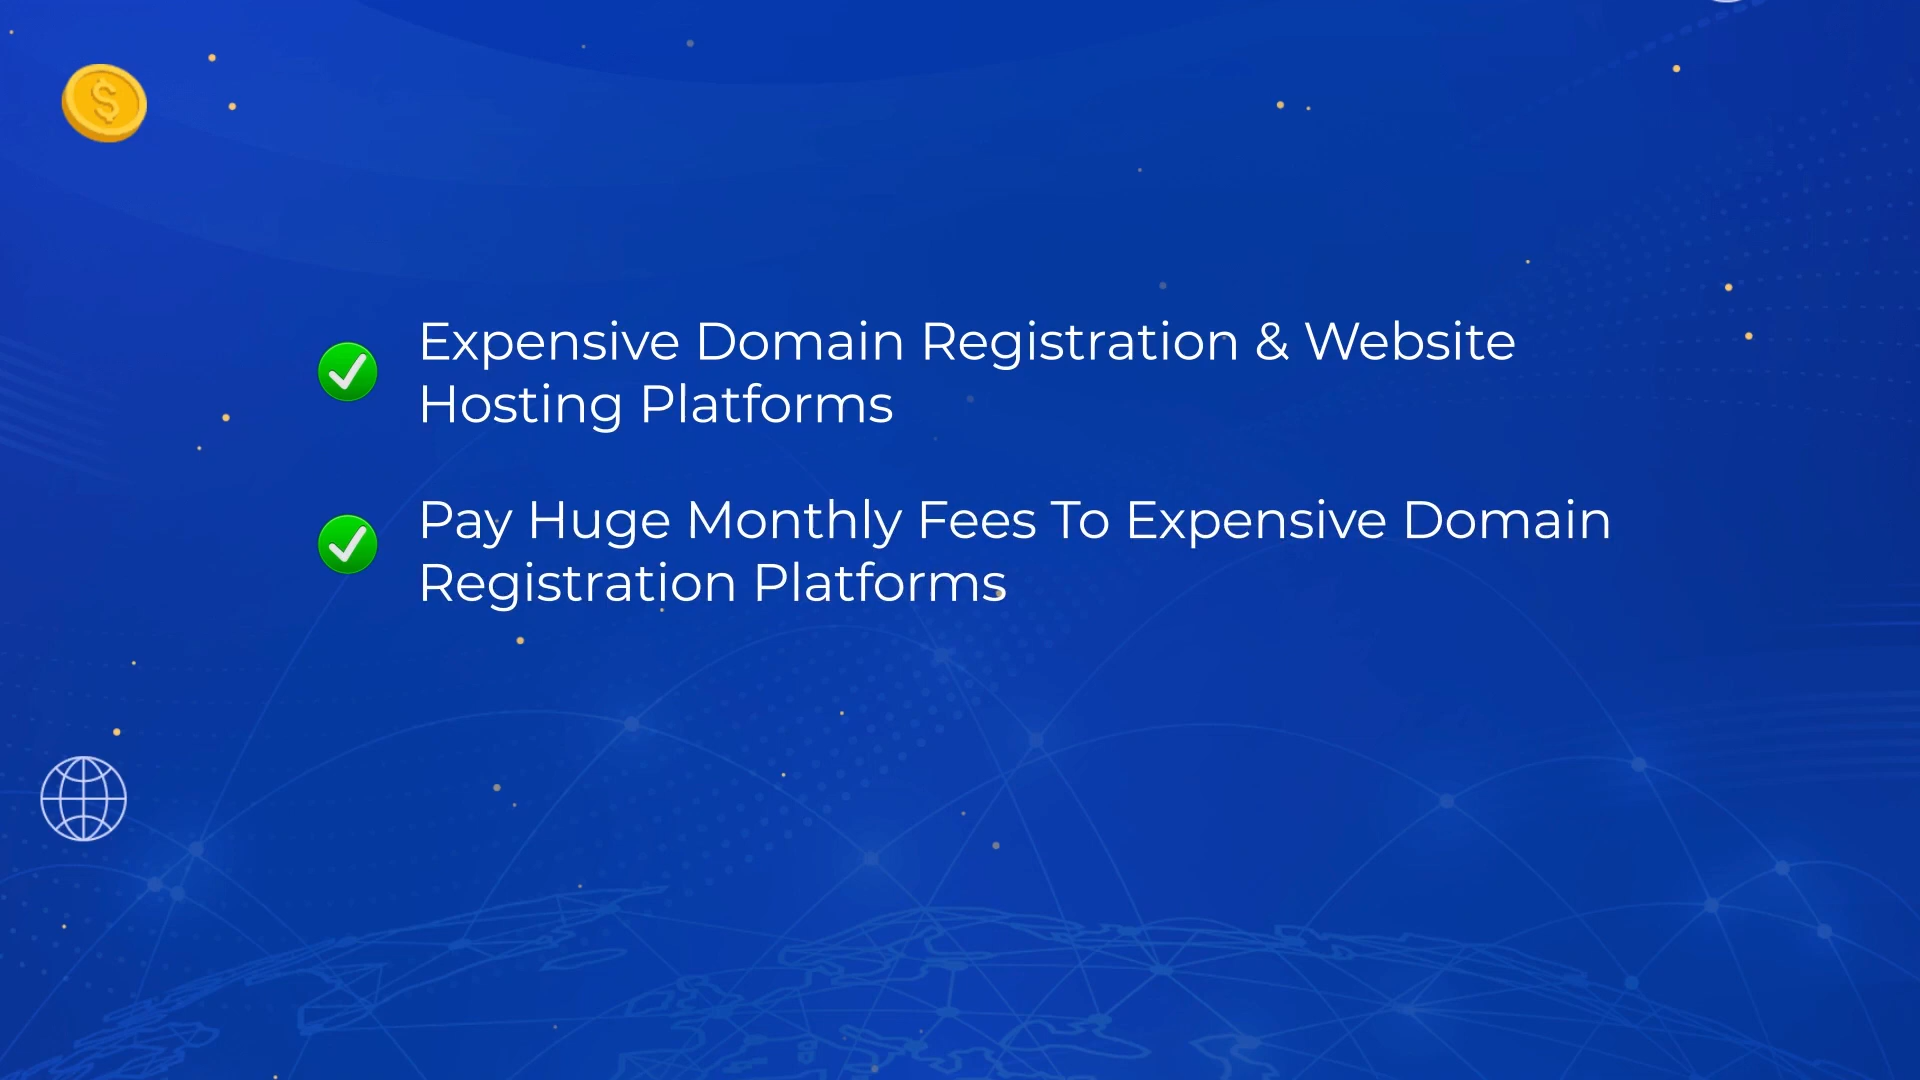 Expensive Domain Registration & Website
Hosting Platforms
Pay Huge Monthly Fees To Expensive Domain
Registration Platforms